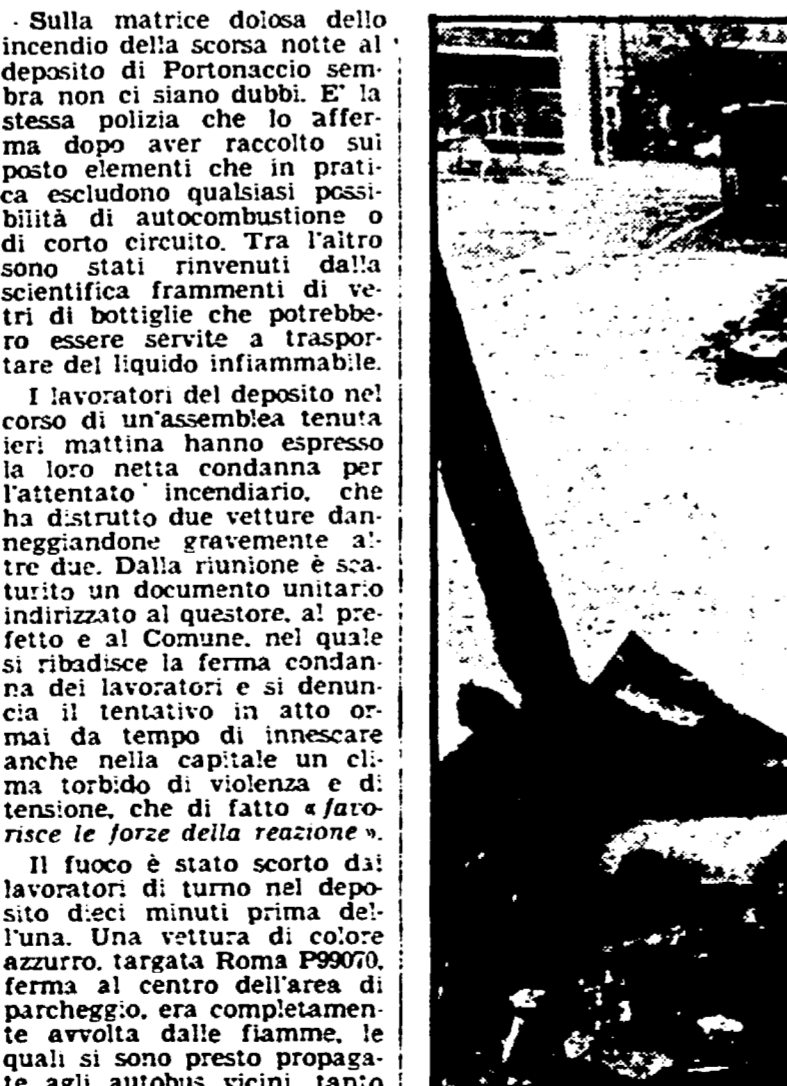 Sulla matrice dolosa dello
incendio della scorsa notte al
deposito di Portonaccio sem-
bra non ci siano dubbi. E' la
stessa polizia che lo affer-
ma dopo aver raccolto sul
posto elementi che in prati-
ca escludono qualsiasi possi-
bilità di autocombustione o
di corto circuito. Tra l'altro
sono stati rinvenuti dalla
scientifica frammenti di ve-
tri di bottiglie che potrebbe-
ro essere servite a traspor-
tare del liquido infiammabile.
I lavoratori del deposito nel
corso di un'assemblea tenuta
ieri mattina hanno espresso
la loro netta condanna per
l'attentato incendiario, che
ha distrutto due vetture dan-
neggiandone gravemente al-
tre due. Dalla riunione è sca-
turito un documento unitario
indirizzato al questore, al pre-
fetto e al Comune, nel quale
si ribadisce la ferma condan-
na dei lavoratori e si denun-
cia il tentativo in atto or-
mai da tempo di innescare
anche nella capitale un cli-
ma torbido di violenza e di
tensione, che di fatto « favo-
risce le forze della reazione ».
Il fuoco è stato scorto dai
lavoratori di turno nel depo-
sito dieci minuti prima del-
l'una. Una vettura di colore
azzurro, targata Roma P99070,
ferma al centro dell'area di
parcheggio, era completamen-
te avvolta dalle fiamme, le
quali si sono presto propaga-
te agli autobus vicini, tanto